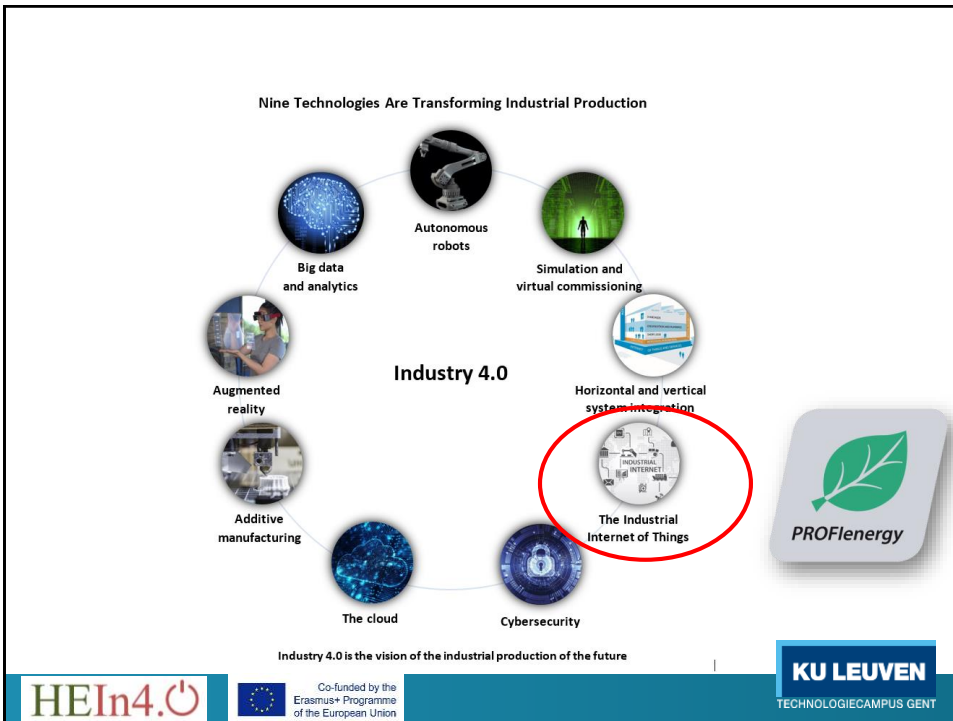 Nine Technologies Are Transforming Industrial Production
Autonomous
robots
Big data
and analytics
Simulation and
virtual commissioning
Augmented
reality
Industry 4.0
Horizontal and vertical
system integration
INDUSTRIAL
INTERNET
Additive
manufacturing
The Industrial
Internet of Things
PROFIenergy
The cloud
Cybersecurity
Industry 4.0 is the vision of the industrial production of the future
HEIn4.0
Co-funded by the
Erasmus+ Programme
of the European Union
KU LEUVEN
TECHNOLOGIECAMPUS GENT